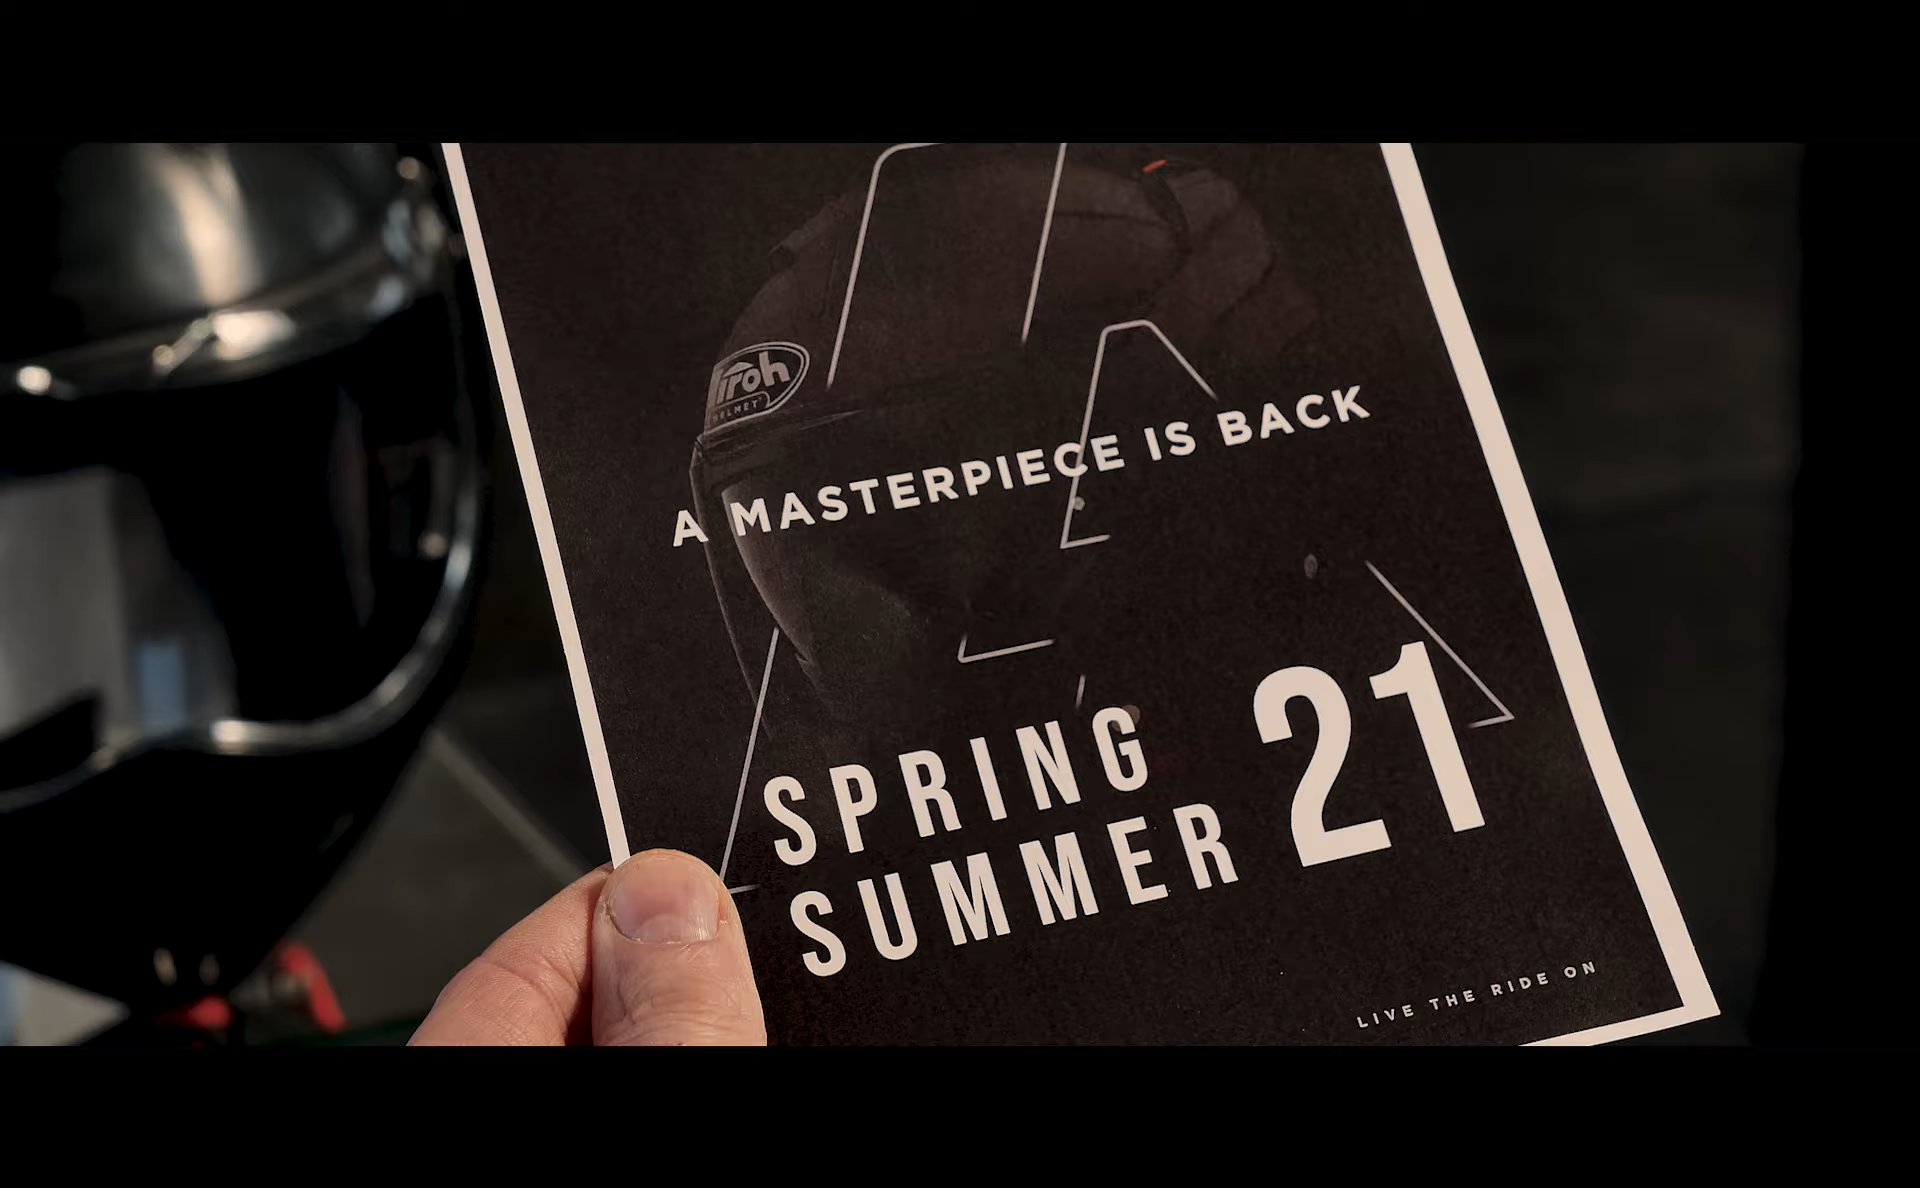 Airoh
HELMET
A MASTERPIECE IS BACK
SPRING
SUMMER
21
LIVE THE RIDE ON